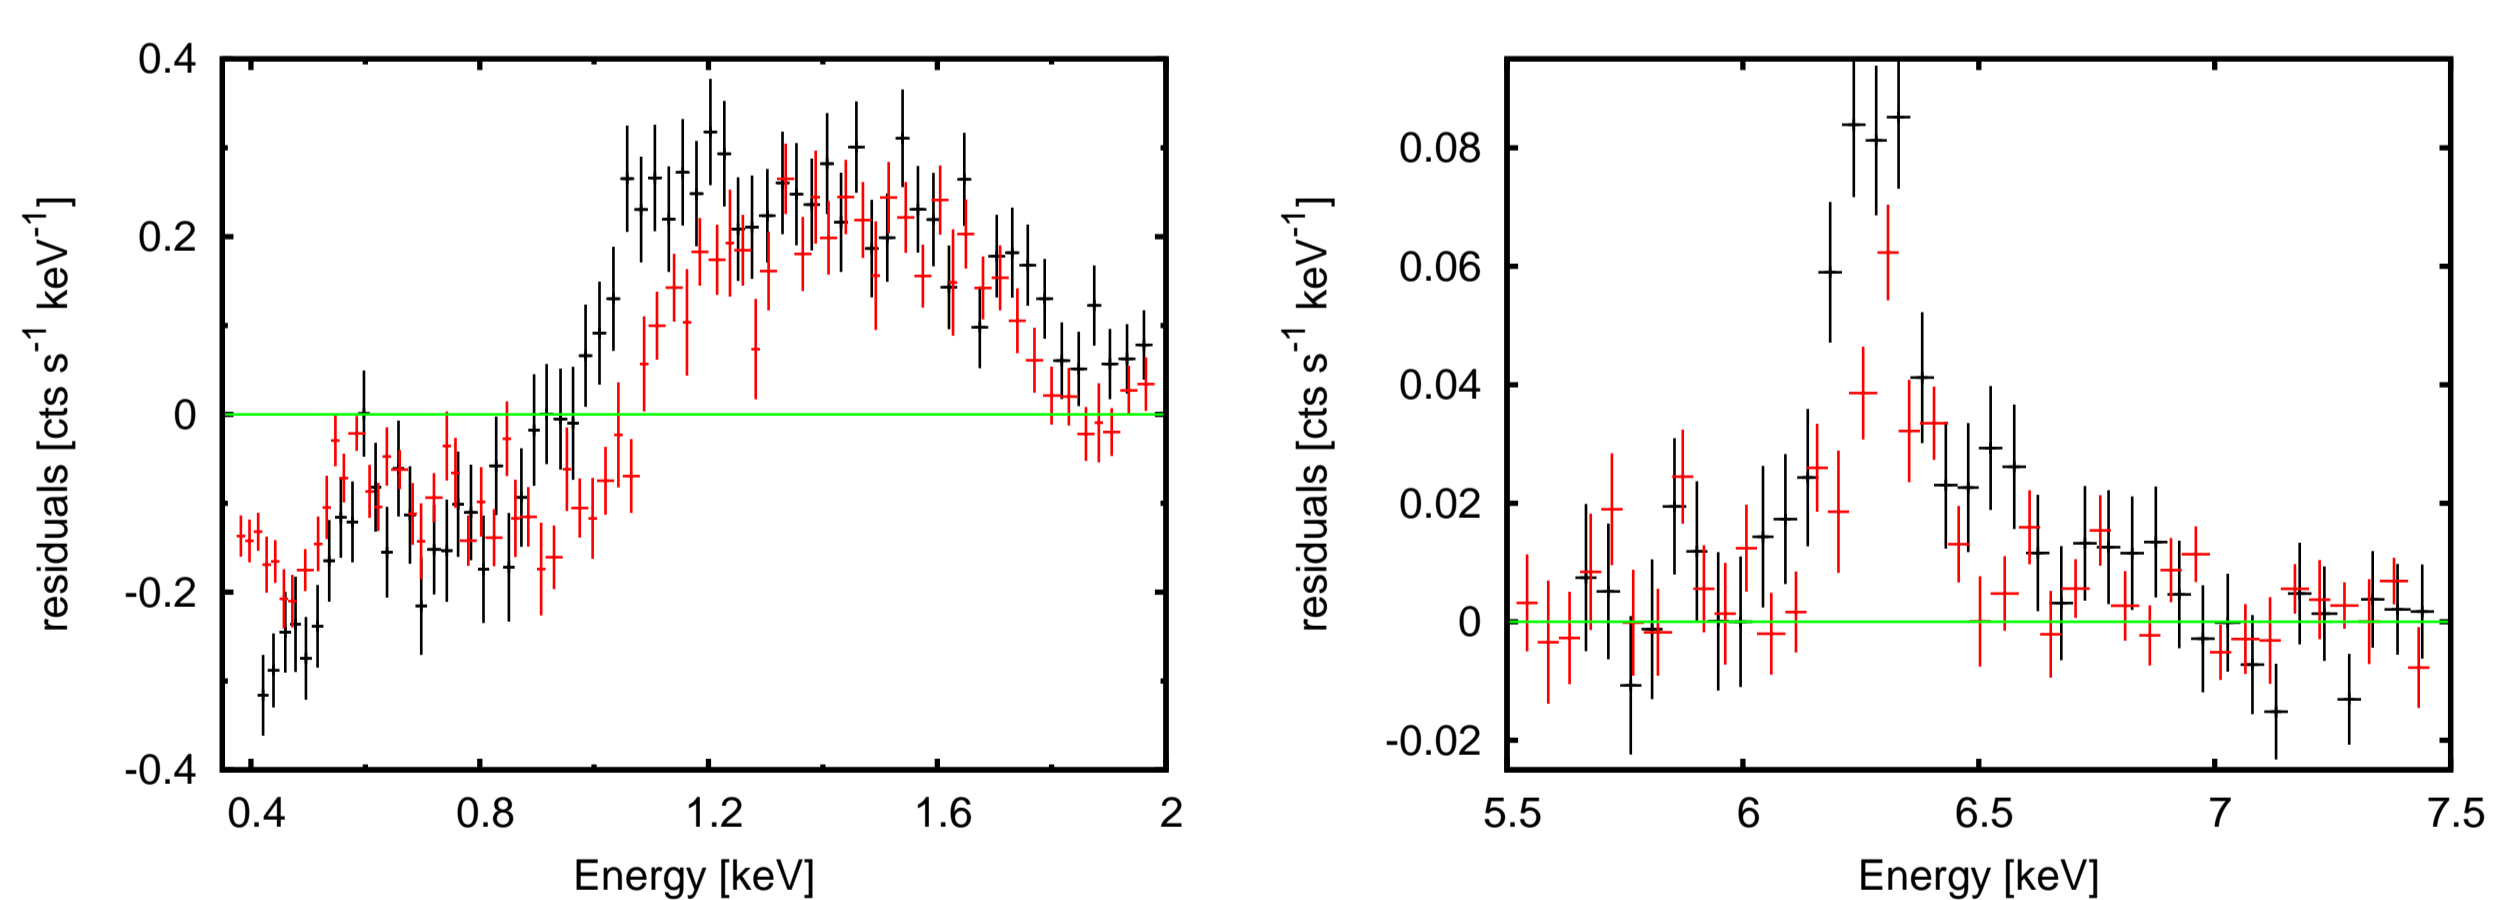 0.4
0.2
0
-0.2
-0.4
residuals [cts s-1 keV-1]
0.4 0.8 1.2 1.6 2
Energy [keV]
0.08
0.06
0.04
0.02
0
-0.02
residuals [cts s-1 keV-1]
5.5 6 6.5 7 7.5
Energy [keV]